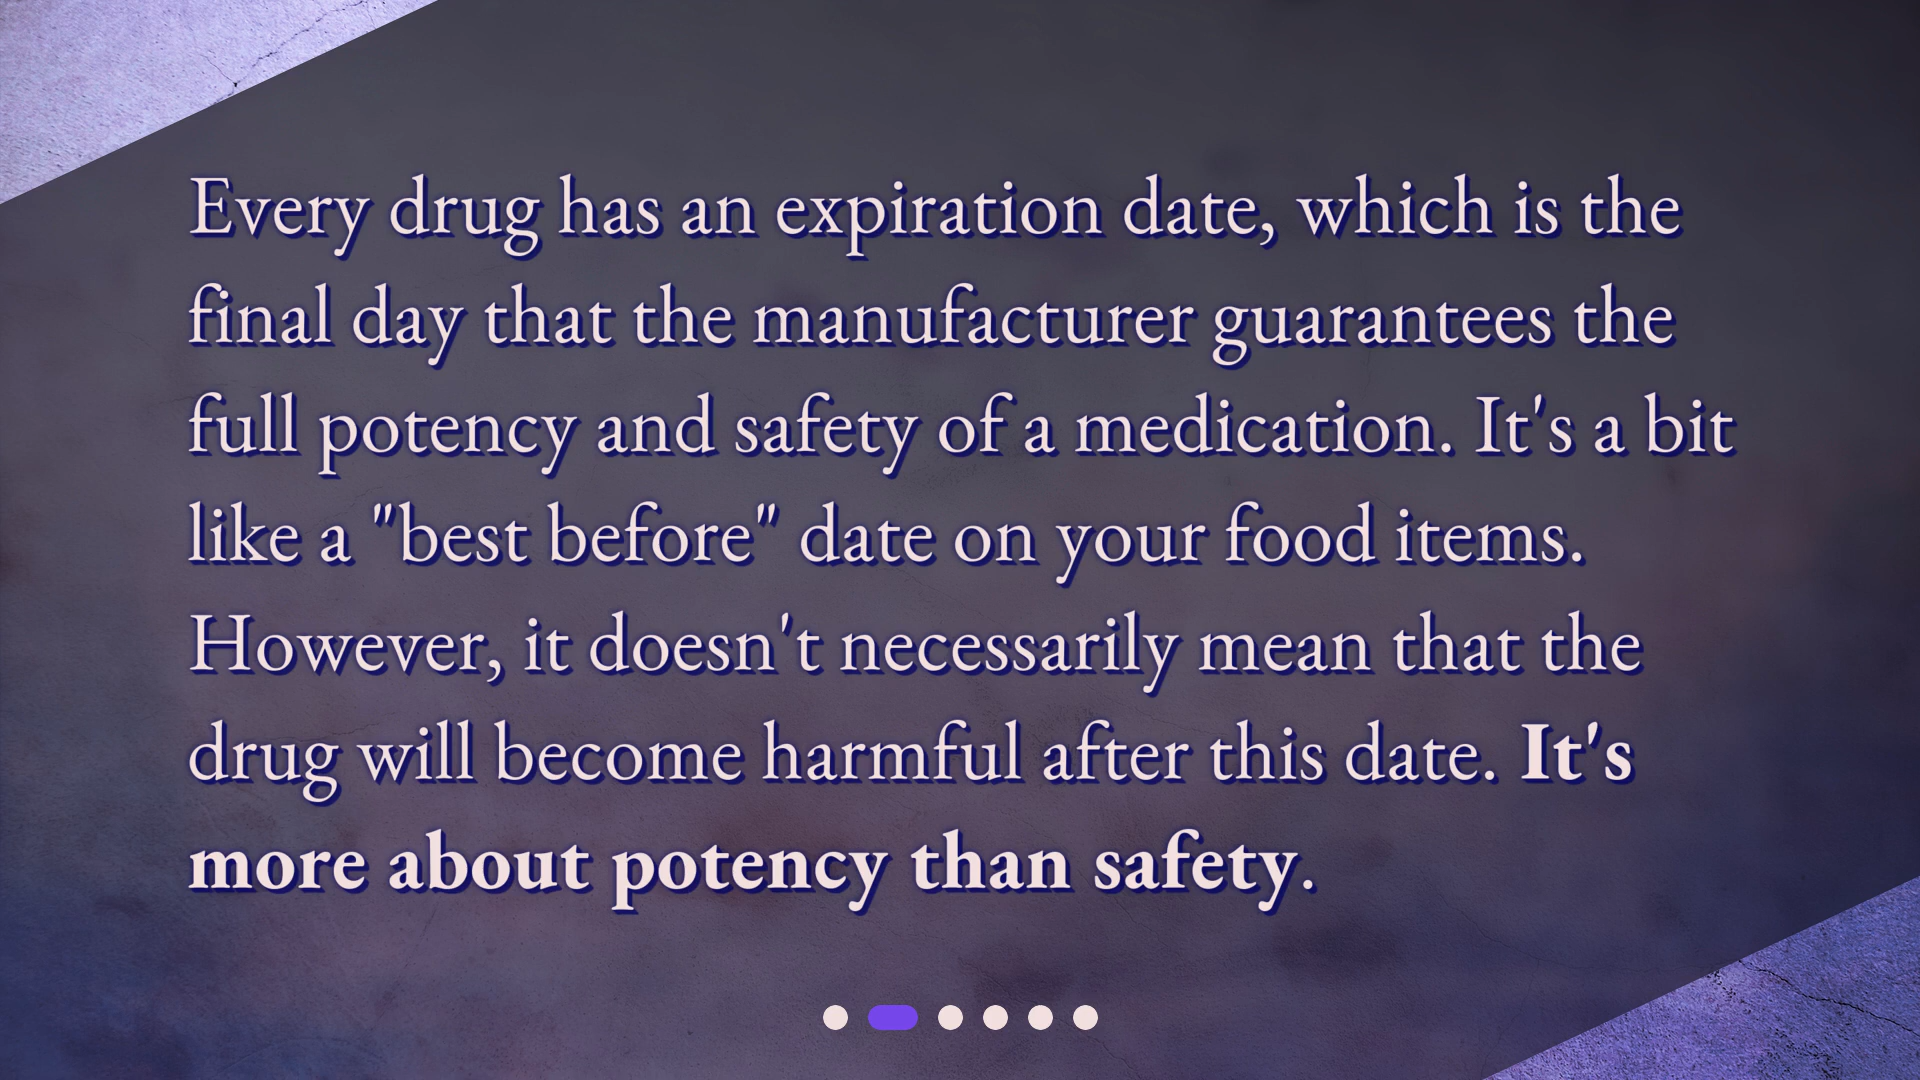 Every drug has an expiration date, which is the
final day that the manufacturer guarantees the
full potency and safety of a medication. It's a bit
like a "best before" date on your food items.
However, it doesn't necessarily mean that the
drug will become harmful after this date. It's
more about potency than safety.